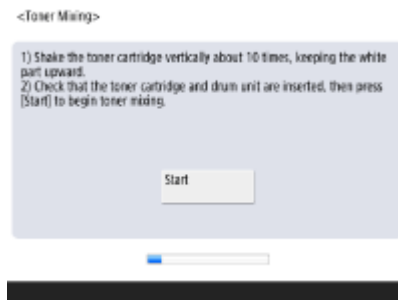 <Toner Mixing>
1) Shake the toner cartridge vertically about 10 times, keeping the white
part upward.
2) Check that the toner cartridge and drum unit are inserted, then press
[Start] to begin toner mixing.
Start